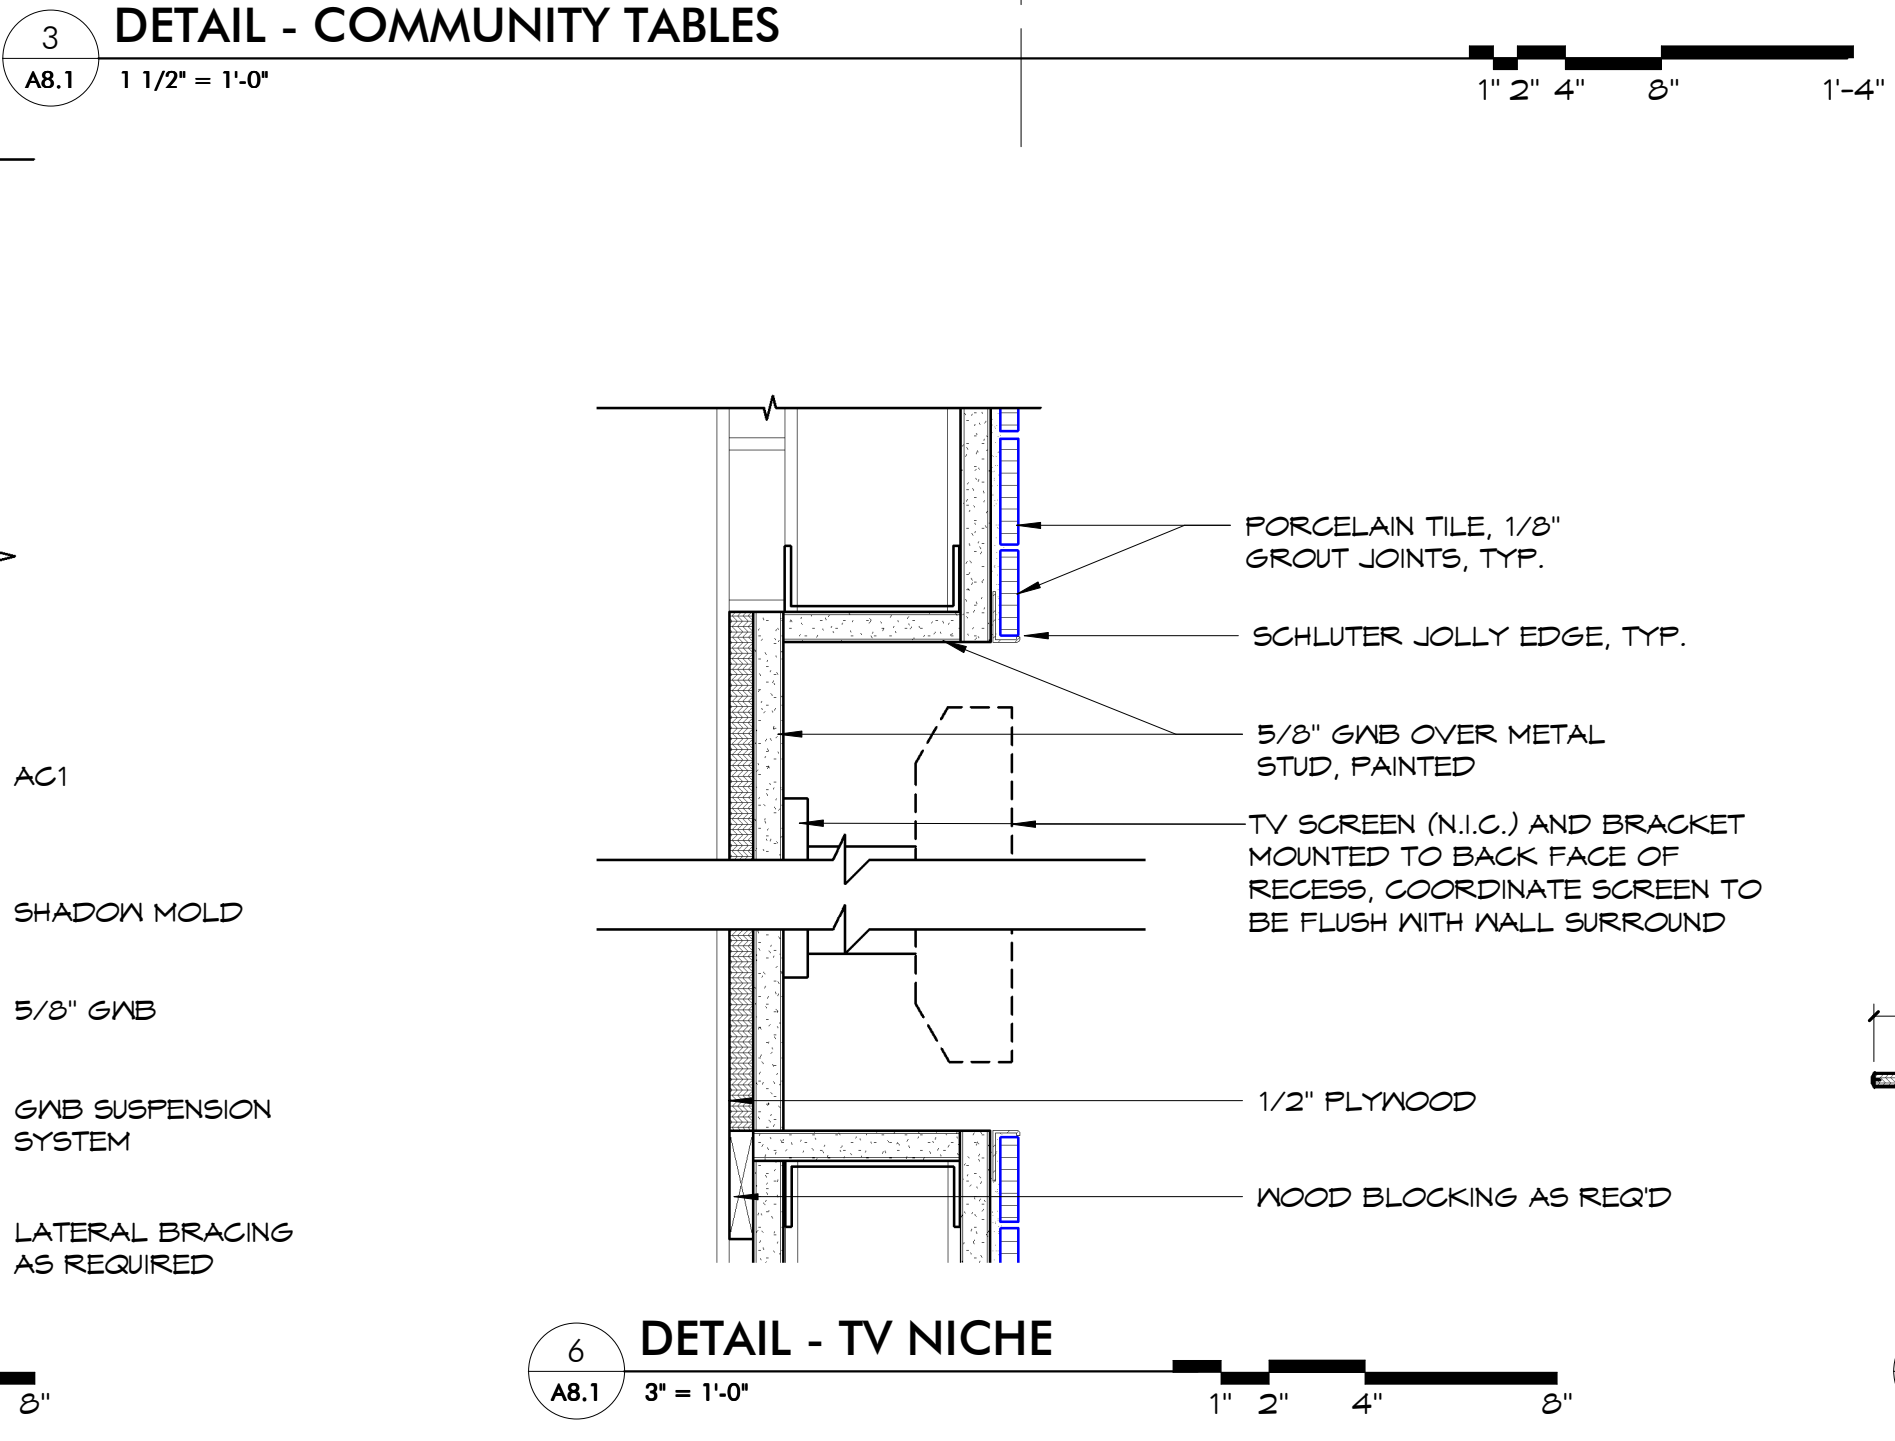 3
A8.1
DETAIL - COMMUNITY TABLES
1 1/2" = 1'-0"
1" 2" 4" 8" 1'-4"
PORCELAIN TILE, 1/8"
GROUT JOINTS, TYP.
SCHLUTER JOLLY EDGE, TYP.
5/8" GWB OVER METAL
STUD, PAINTED
TV SCREEN (N.I.C.) AND BRACKET
MOUNTED TO BACK FACE OF
RECESS, COORDINATE SCREEN TO
BE FLUSH WITH WALL SURROUND
1/2" PLYWOOD
WOOD BLOCKING AS REQ'D
AC1
SHADOW MOLD
5/8" GWB
GWB SUSPENSION
SYSTEM
LATERAL BRACING
AS REQUIRED
8"
6
A8.1
DETAIL - TV NICHE
3" = 1'-0"
1" 2" 4" 8"